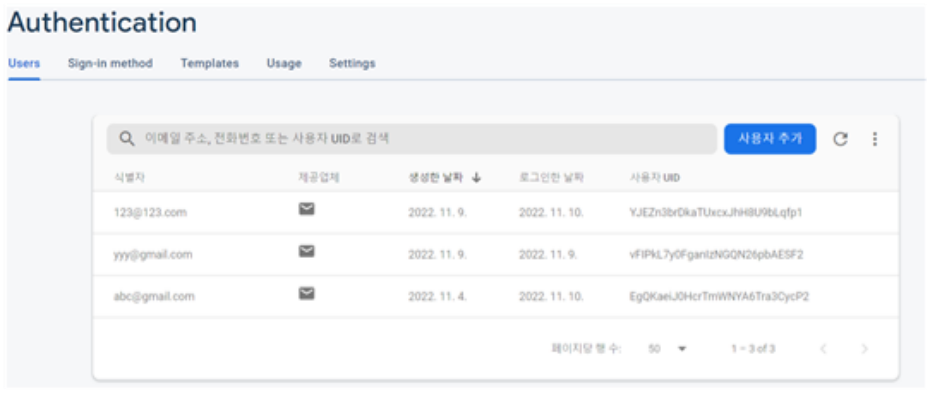 Authentication
Users Sign-in method Templates Usage Settings
이메일 주소, 전화번호 또는 사용자 UID로 검색 사용자 추가
식별자 제공업체 생성한 날짜 로그인한 날짜 사용자 UID
123@123.com 2022. 11. 9. 2022. 11. 10. YJEZn3brDkaTUxcxJhH8U9bLqfp1
yyy@gmail.com 2022. 11. 9. 2022. 11. 9. vFIPkL7y0FganIzNGQN26pbAESF2
abc@gmail.com 2022. 11. 4. 2022. 11. 10. EgQKaeiJ0HcrTmWNYA6Tra3CycP2
페이지당 행 수: 50 1 – 3 of 3